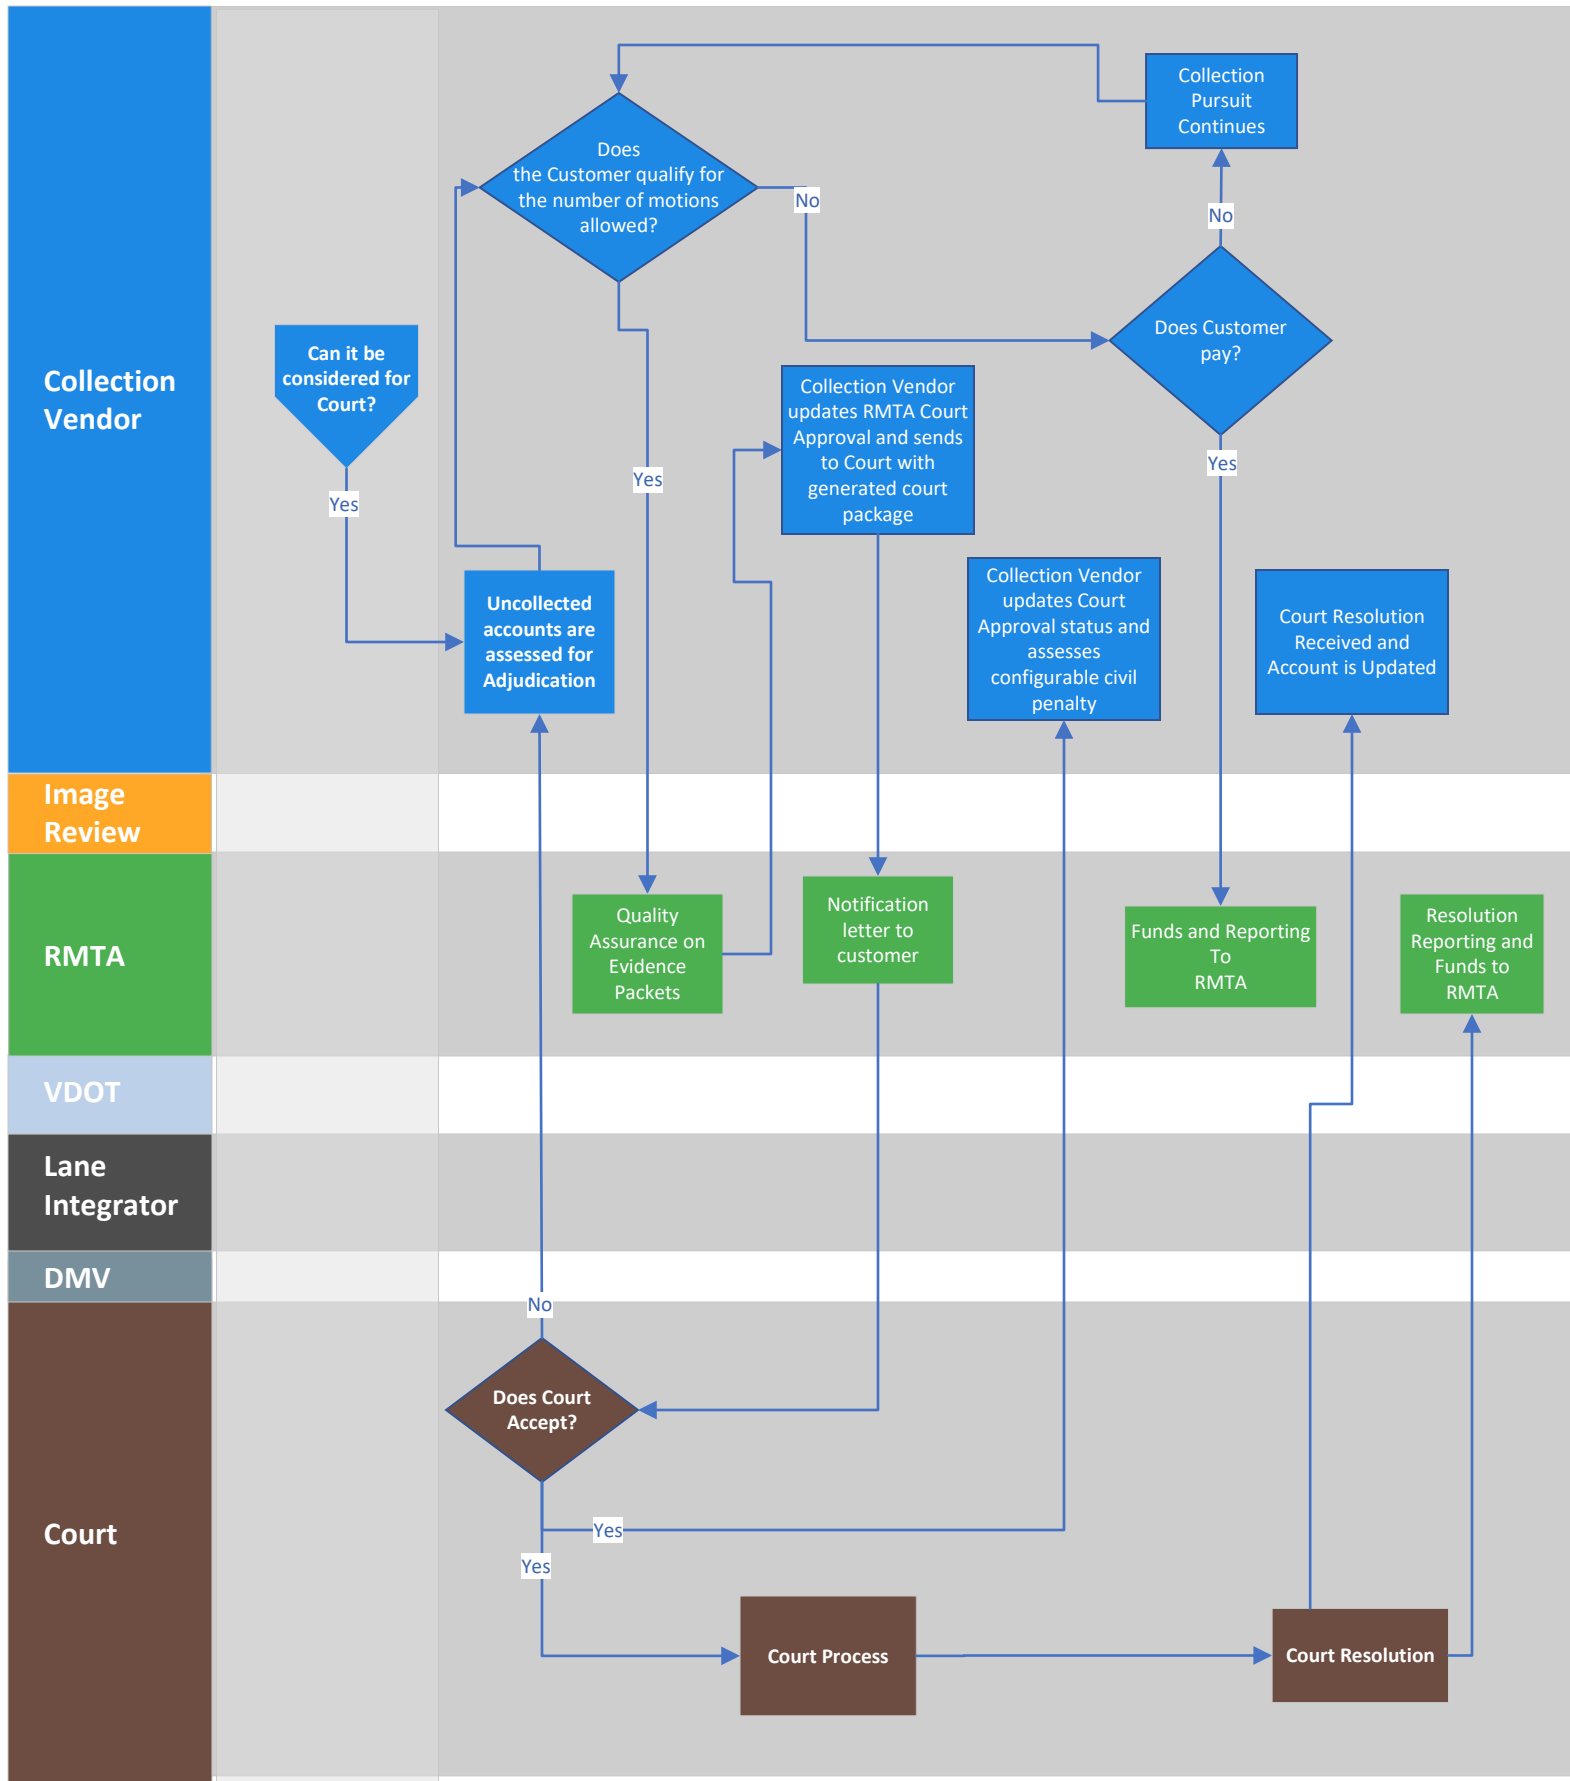 Collection
Vendor
Can it be
considered for
Court?
Yes
Does
the Customer qualify for
the number of motions
allowed?
No
Yes
Uncollected
accounts are
assessed for
Adjudication
Collection Vendor
updates RMTA Court
Approval and sends
to Court with
generated court
package
Collection
Pursuit
Continues
No
Does Customer
pay?
Yes
Collection Vendor
updates Court
Approval status and
assesses
configurable civil
penalty
Court Resolution
Received and
Account is Updated
Image
Review
RMTA
Quality
Assurance on
Evidence
Packets
Notification
letter to
customer
Funds and Reporting
To
RMTA
Resolution
Reporting and
Funds to
RMTA
VDOT
Lane
Integrator
DMV
Court
No
Does Court
Accept?
Yes
Yes
Court Process
Court Resolution